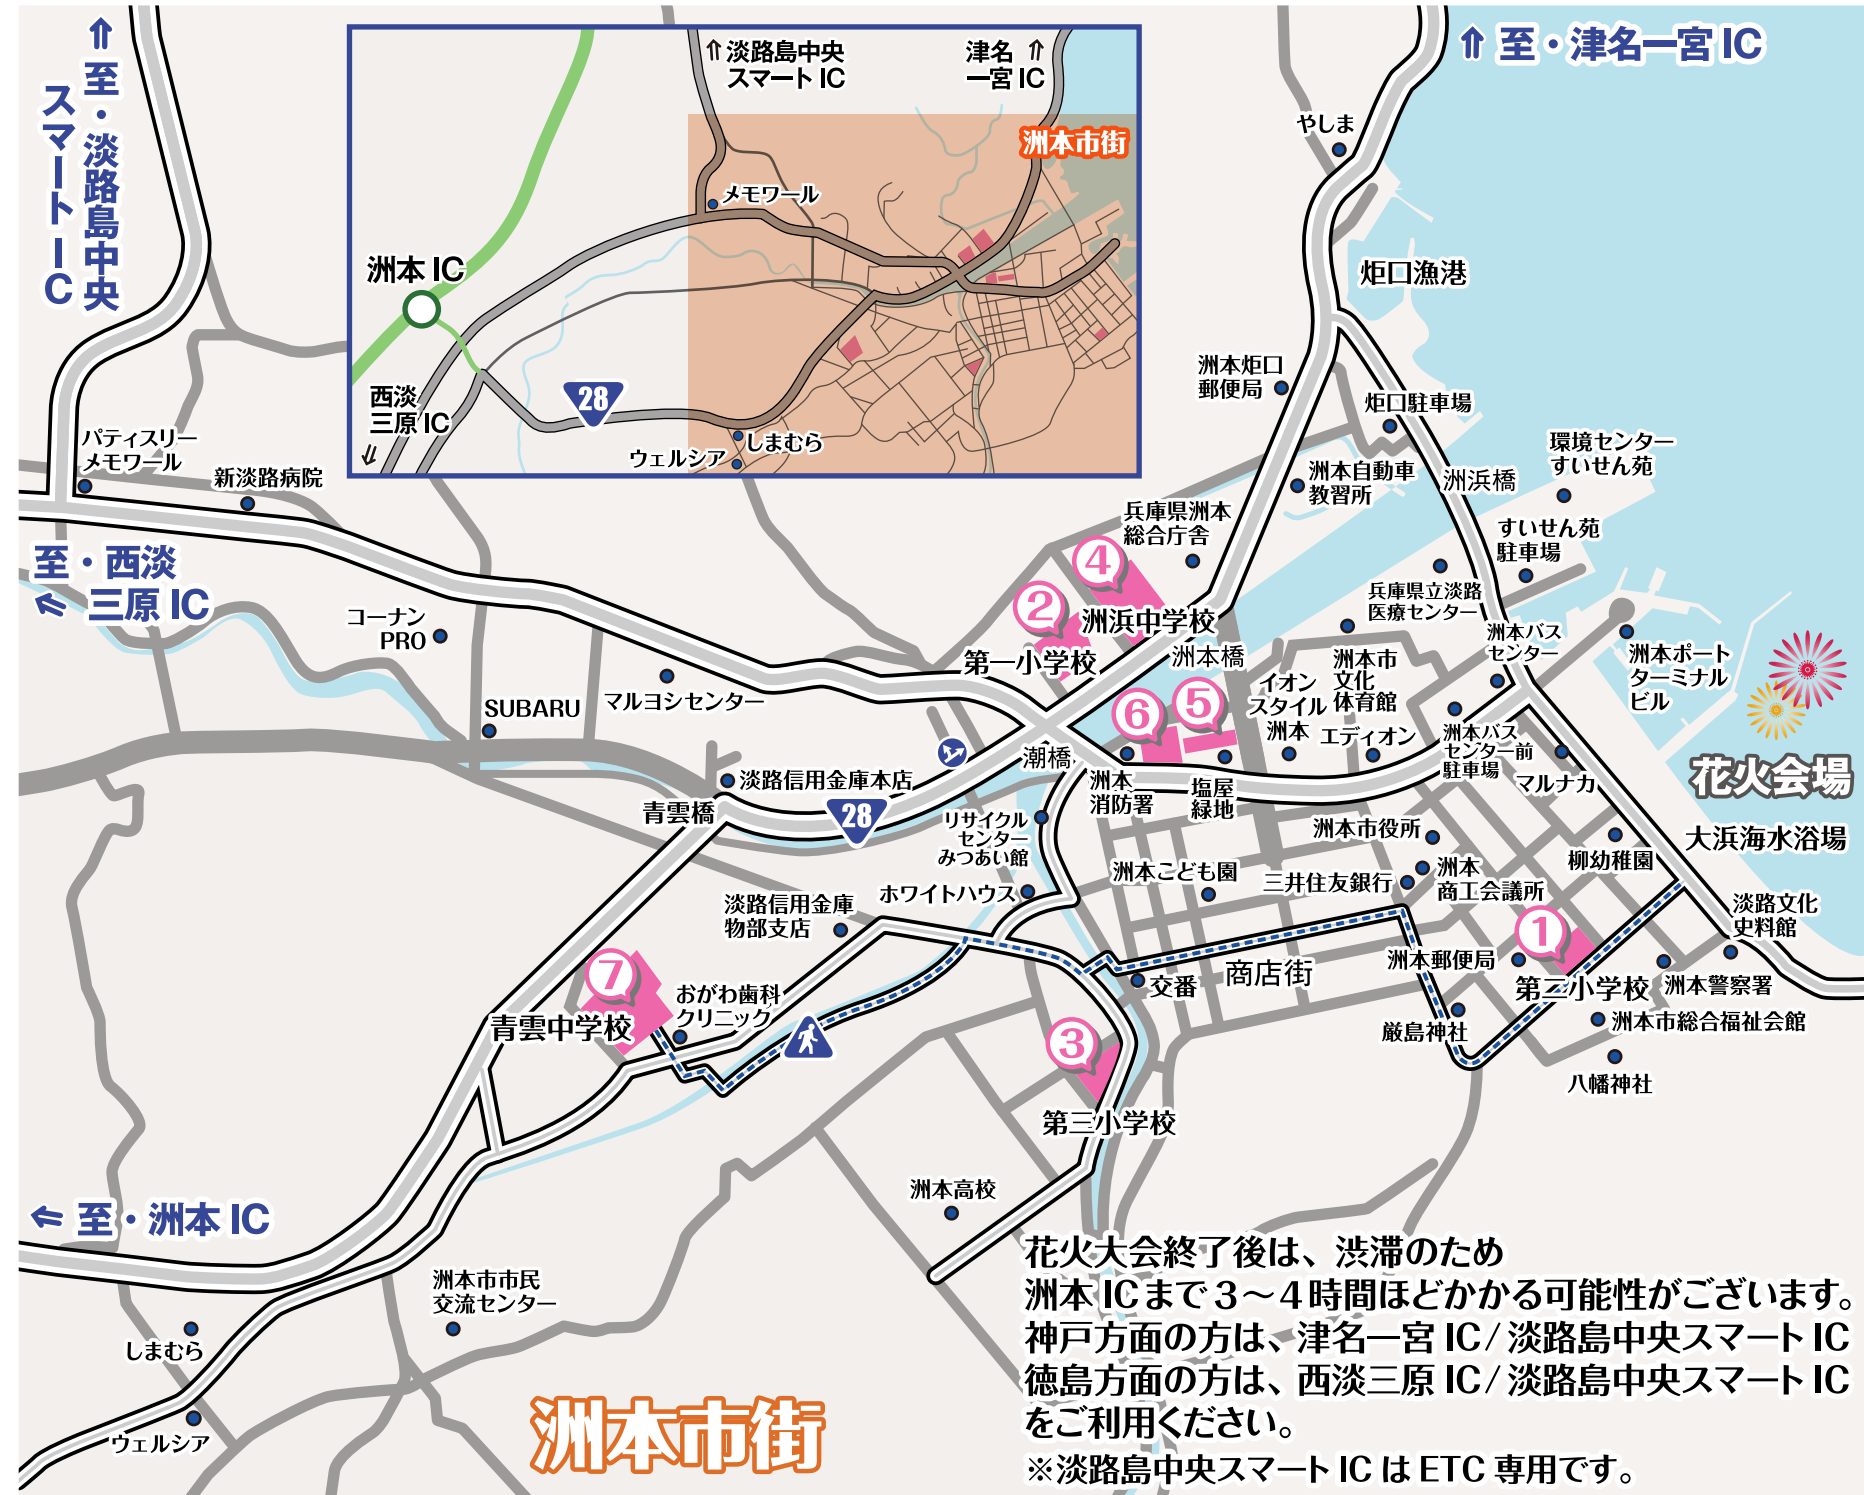 ⇑ 至・淡路島中央
スマートIC
⇑ 淡路島中央
スマート IC
津名 ⇑
一宮 IC
洲本市街
メモワール
洲本 IC
西淡
三原 IC
⇓
28
しまむら
ウェルシア
⇑ 至・津名一宮 IC
やしま
炬口漁港
洲本炬口
郵便局
炬口駐車場
環境センター
すいせん苑
洲本自動車
教習所
洲浜橋
すいせん苑
駐車場
パティスリー
メモワール
新淡路病院
兵庫県洲本
総合庁舎
至・西淡
⇐ 三原 IC
コーナン
PRO
4
2
洲浜中学校
第一小学校
洲本橋
兵庫県立淡路
医療センター
洲本バス
センター
洲本ポート
ターミナル
ビル
洲本市
文化
体育館
イオン
スタイル
洲本
エディオン
SUBARU
マルヨシセンター
6
5
洲本バス
センター前
駐車場
マルナカ
花火会場
潮橋
洲本
消防署
塩屋
緑地
淡路信用金庫本店
青雲橋
28
リサイクル
センター
みつあい館
洲本市役所
柳幼稚園
大浜海水浴場
洲本こども園
三井住友銀行
洲本
商工会議所
ホワイトハウス
淡路信用金庫
物部支店
淡路文化
史料館
1
洲本郵便局
第二小学校
洲本警察署
商店街
交番
7
青雲中学校
おがわ歯科
クリニック
3
厳島神社
洲本市総合福祉会館
八幡神社
第三小学校
洲本高校
⇐ 至・洲本 IC
洲本市市民
交流センター
しまむら
ウェルシア
洲本市街
花火大会終了後は、渋滞のため
洲本 ICまで３～４時間ほどかかる可能性がございます。
神戸方面の方は、津名一宮 IC/淡路島中央スマートIC
徳島方面の方は、西淡三原 IC/淡路島中央スマートIC
をご利用ください。
※淡路島中央スマートICはETC専用です。